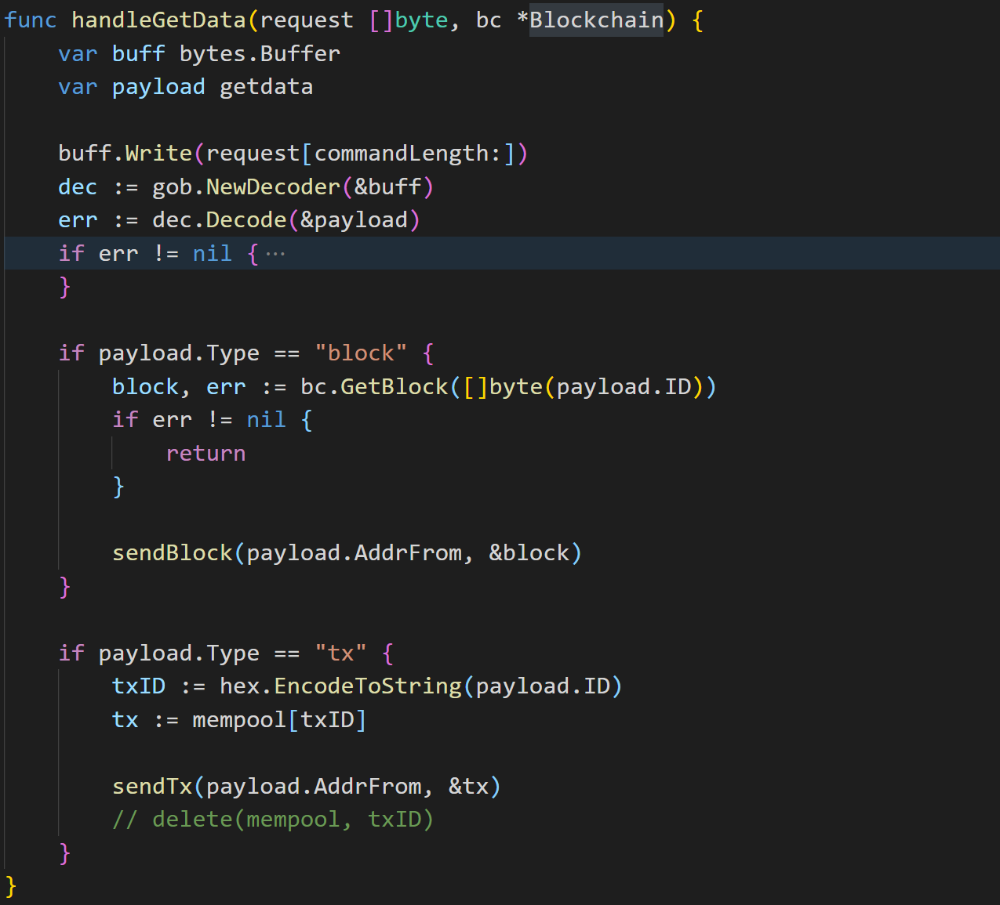 func handleGetData(request []byte, bc *Blockchain) {
    var buff bytes.Buffer
    var payload getdata

    buff.Write(request[commandLength:])
    dec := gob.NewDecoder(&buff)
    err := dec.Decode(&payload)
    if err != nil {⋯
    }

    if payload.Type == "block" {
        block, err := bc.GetBlock([]byte(payload.ID))
        if err != nil {
            return
        }

        sendBlock(payload.AddrFrom, &block)
    }

    if payload.Type == "tx" {
        txID := hex.EncodeToString(payload.ID)
        tx := mempool[txID]

        sendTx(payload.AddrFrom, &tx)
        // delete(mempool, txID)
    }
}